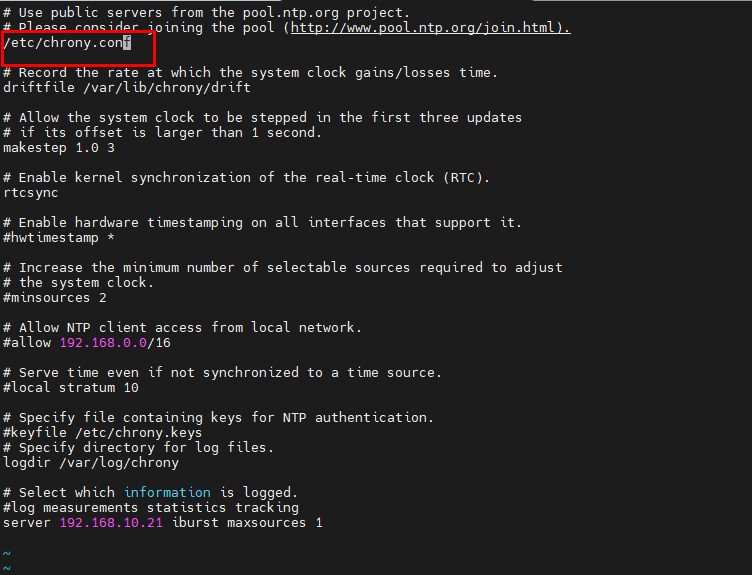 # Use public servers from the pool.ntp.org project.
# Please consider joining the pool (http://www.pool.ntp.org/join.html).
/etc/chrony.conf
# Record the rate at which the system clock gains/losses time.
driftfile /var/lib/chrony/drift
# Allow the system clock to be stepped in the first three updates
# if its offset is larger than 1 second.
makestep 1.0 3
# Enable kernel synchronization of the real-time clock (RTC).
rtcsync
# Enable hardware timestamping on all interfaces that support it.
#hwtimestamp *
# Increase the minimum number of selectable sources required to adjust
# the system clock.
#minsources 2
# Allow NTP client access from local network.
#allow 192.168.0.0/16
# Serve time even if not synchronized to a time source.
#local stratum 10
# Specify file containing keys for NTP authentication.
#keyfile /etc/chrony.keys
# Specify directory for log files.
logdir /var/log/chrony
# Select which information is logged.
#log measurements statistics tracking
server 192.168.10.21 iburst maxsources 1
~
~